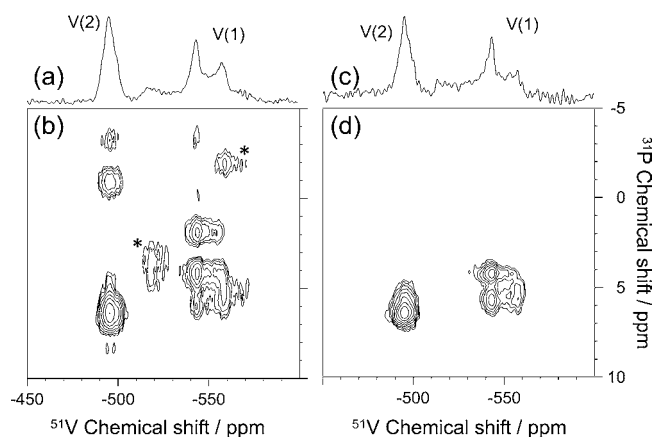 V(2)
V(1)
(a)
V(2)
V(1)
(c)
(b)
*
*
(d)
-5
0
5
10
³¹P Chemical shift / ppm
-450
-500
-550
-500
-550
⁵¹V Chemical shift / ppm
⁵¹V Chemical shift / ppm